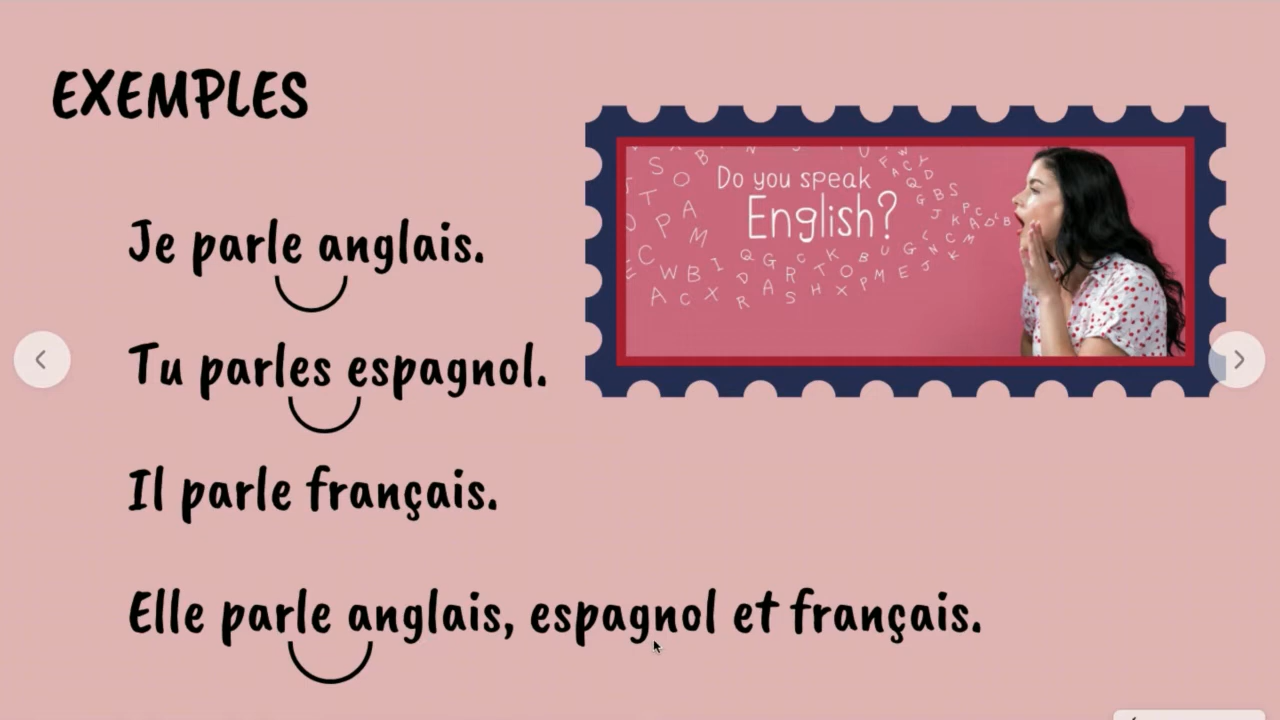 EXEMPLES
Do you speak
English?
Je parle anglais.
Tu parles espagnol.
Il parle français.
Elle parle anglais, espagnol et français.